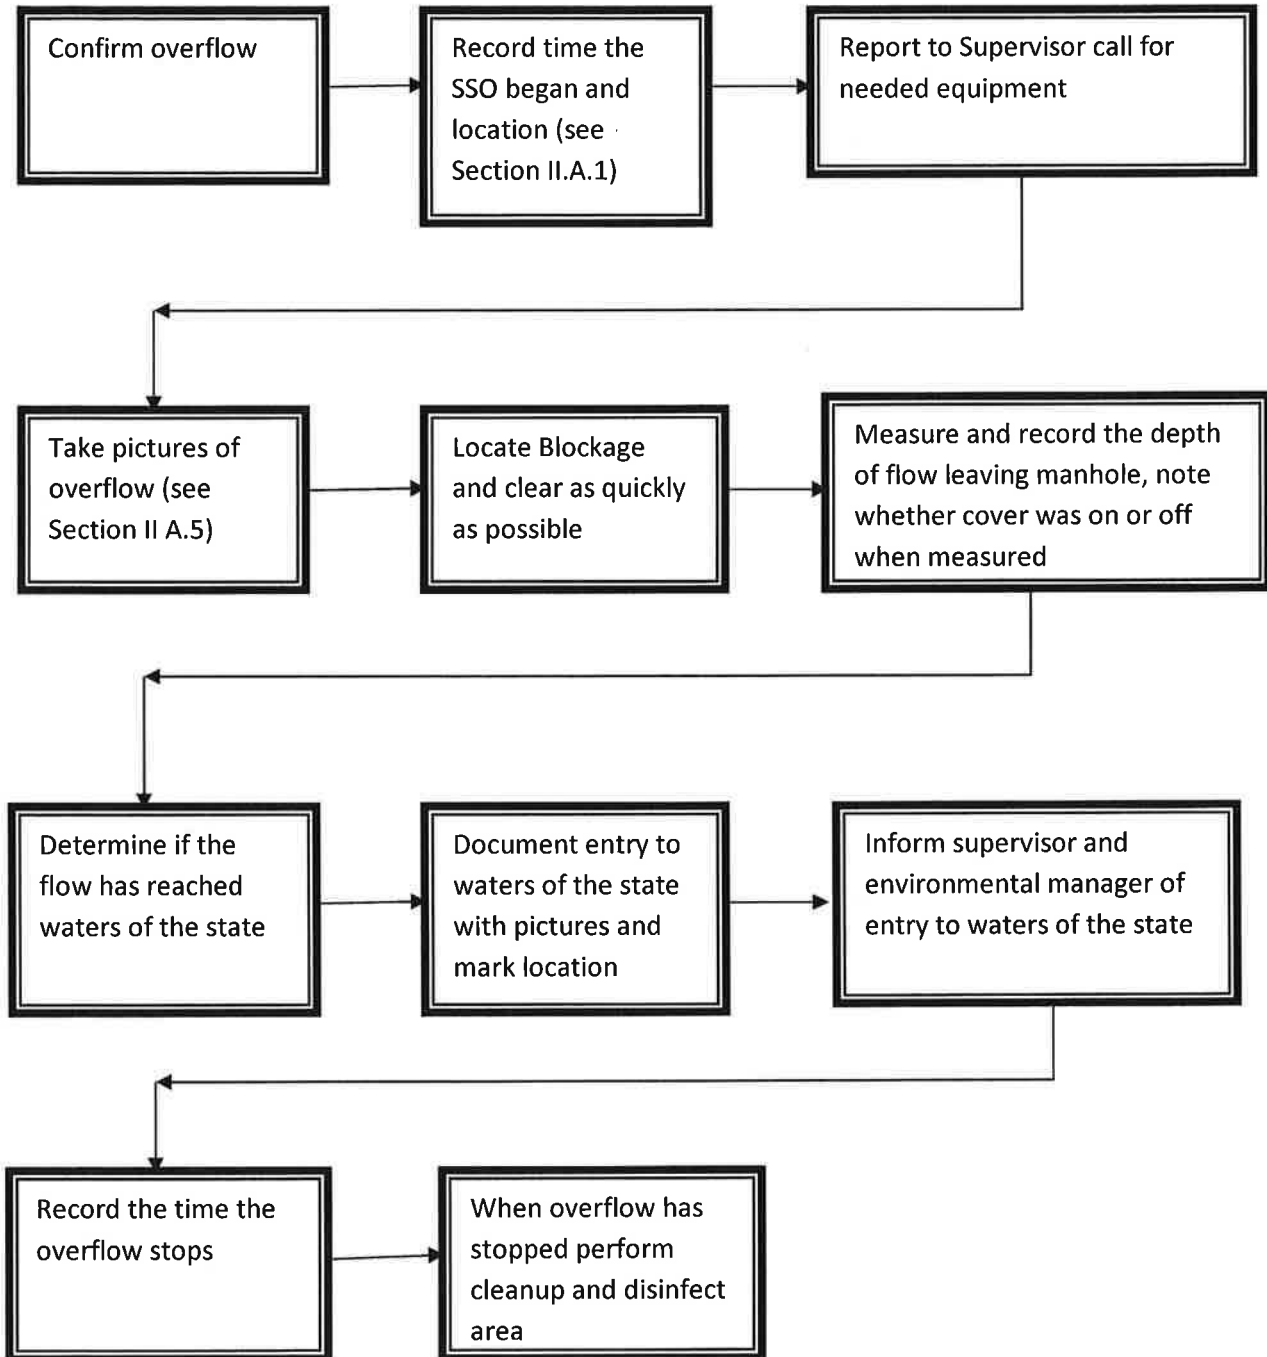 Confirm overflow
Record time the
SSO began and
location (see
Section II.A.1)
Report to Supervisor call for
needed equipment
Take pictures of
overflow (see
Section II A.5)
Locate Blockage
and clear as quickly
as possible
Measure and record the depth
of flow leaving manhole, note
whether cover was on or off
when measured
Determine if the
flow has reached
waters of the state
Document entry to
waters of the state
with pictures and
mark location
Inform supervisor and
environmental manager of
entry to waters of the state
Record the time the
overflow stops
When overflow has
stopped perform
cleanup and disinfect
area